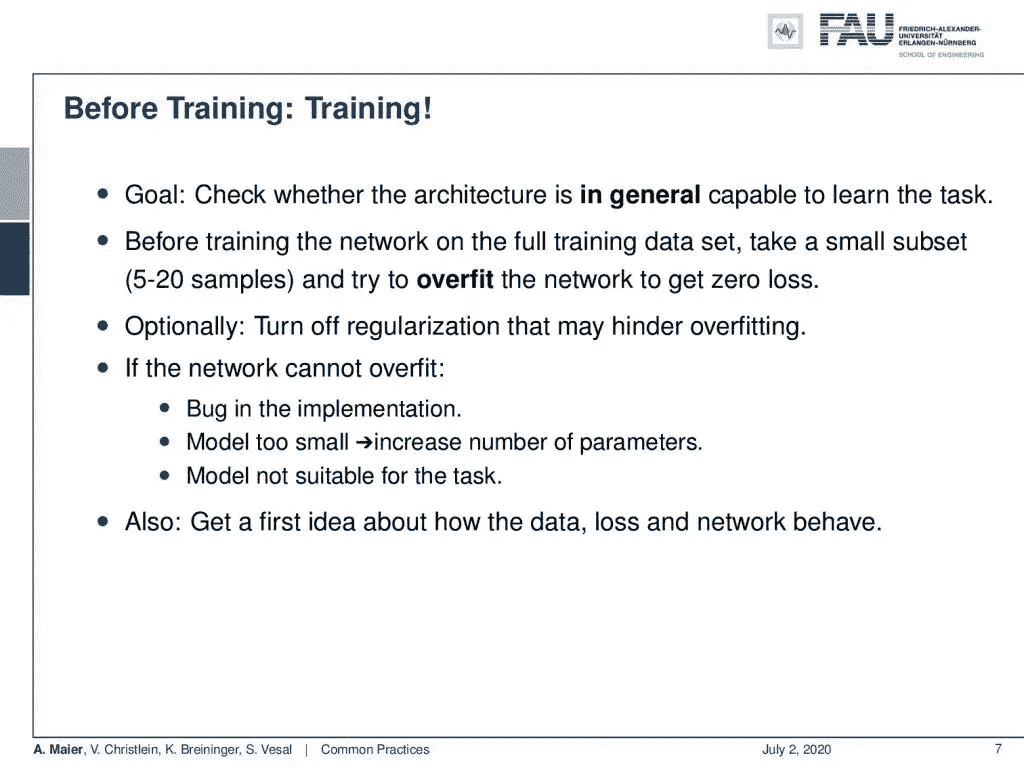 FAU
FRIEDRICH-ALEXANDER-
UNIVERSITÄT
ERLANGEN-NÜRNBERG
SCHOOL OF ENGINEERING
Before Training: Training!
• Goal: Check whether the architecture is in general capable to learn the task.
• Before training the network on the full training data set, take a small subset
(5-20 samples) and try to overfit the network to get zero loss.
• Optionally: Turn off regularization that may hinder overfitting.
• If the network cannot overfit:
• Bug in the implementation.
• Model too small ➔increase number of parameters.
• Model not suitable for the task.
• Also: Get a first idea about how the data, loss and network behave.
A. Maier, V. Christlein, K. Breininger, S. Vesal | Common Practices July 2, 2020 7